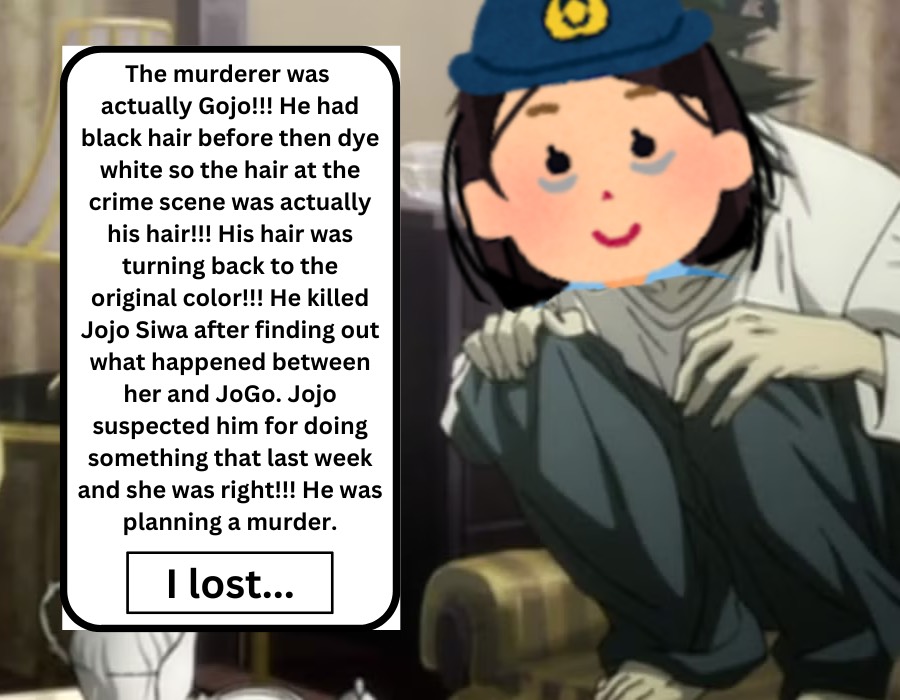 The murderer was
actually Gojo!!! He had
black hair before then dye
white so the hair at the
crime scene was actually
his hair!!! His hair was
turning back to the
original color!!! He killed
Jojo Siwa after finding out
what happened between
her and JoGo. Jojo
suspected him for doing
something that last week
and she was right!!! He was
planning a murder.
I lost...